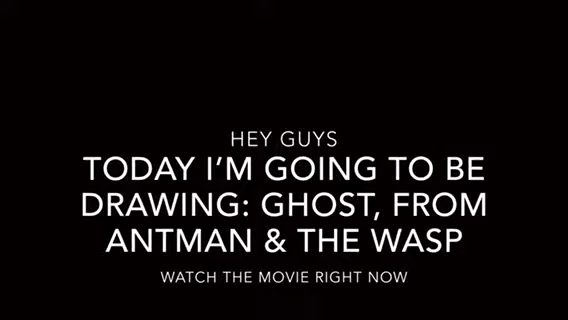 HEY GUYS
TODAY I’M GOING TO BE
DRAWING: GHOST, FROM
ANTMAN & THE WASP
WATCH THE MOVIE RIGHT NOW